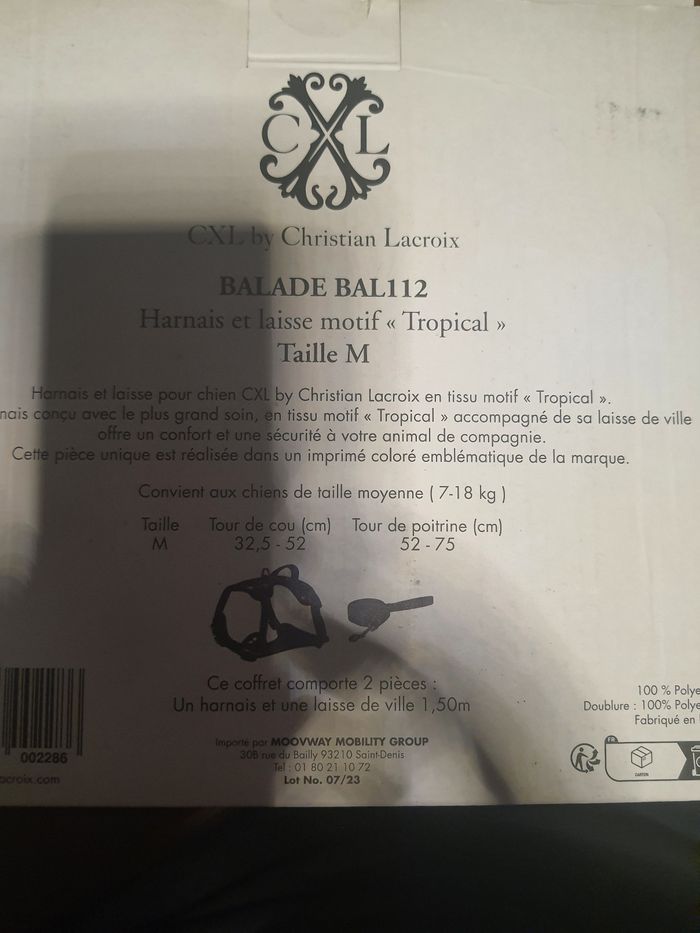 CXL
CXL by Christian Lacroix
BALADE BAL112
Harnais et laisse motif « Tropical »
Taille M
Harnais et laisse pour chien CXL by Christian Lacroix en tissu motif « Tropical ».
nais conçu avec le plus grand soin, en tissu motif « Tropical » accompagné de sa laisse de ville
offre un confort et une sécurité à votre animal de compagnie.
Cette pièce unique est réalisée dans un imprimé coloré emblématique de la marque.
Convient aux chiens de taille moyenne ( 7-18 kg )
Taille Tour de cou (cm) Tour de poitrine (cm)
M 32,5 - 52 52 - 75
Ce coffret comporte 2 pièces :
Un harnais et une laisse de ville 1,50m
100 % Polye
Doublure : 100% Polye
Fabriqué en
Importé par MOOVWAY MOBILITY GROUP
30B rue du Bailly 93210 Saint-Denis
Tel : 01 80 21 10 72
Lot No. 07/23
002286
acroix.com
FR
CARTON